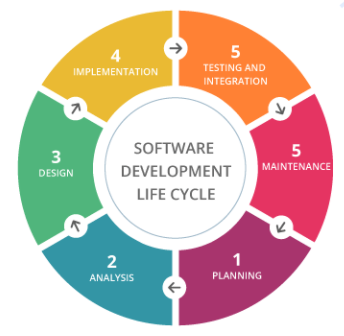 4
IMPLEMENTATION
5
TESTING AND
INTEGRATION
3
DESIGN
SOFTWARE
DEVELOPMENT
LIFE CYCLE
5
MAINTENANCE
2
ANALYSIS
1
PLANNING